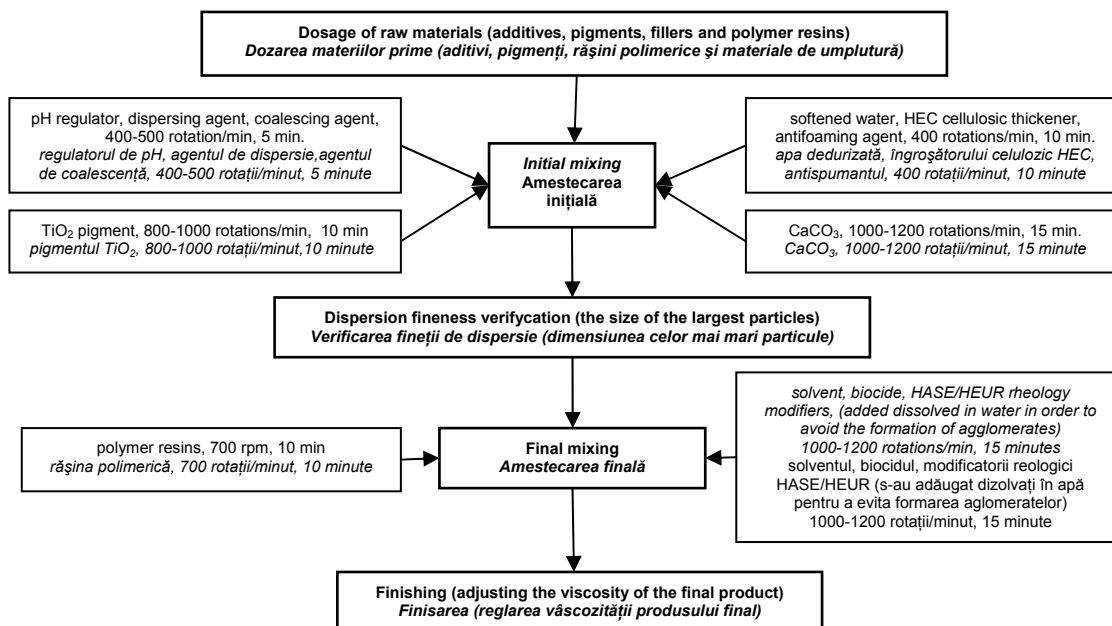 Dosage of raw materials (additives, pigments, fillers and polymer resins)
Dozarea materiilor prime (aditivi, pigmenți, rășini polimerice și materiale de umplutură)
pH regulator, dispersing agent, coalescing agent,
400-500 rotation/min, 5 min.
regulatorul de pH, agentul de dispersie,agentul
de coalescență, 400-500 rotații/minut, 5 minute
softened water, HEC cellulosic thickener,
antifoaming agent, 400 rotations/min, 10 min.
apa dedurizată, îngroșătorului celulozic HEC,
antispumantul, 400 rotații/minut, 10 minute
Initial mixing
Amestecarea
inițială
TiO₂ pigment, 800-1000 rotations/min, 10 min
pigmentul TiO₂, 800-1000 rotații/minut,10 minute
CaCO₃, 1000-1200 rotations/min, 15 min.
CaCO₃, 1000-1200 rotații/minut, 15 minute
Dispersion fineness verifycation (the size of the largest particles)
Verificarea fineții de dispersie (dimensiunea celor mai mari particule)
polymer resins, 700 rpm, 10 min
rășina polimerică, 700 rotații/minut, 10 minute
Final mixing
Amestecarea finală
solvent, biocide, HASE/HEUR rheology
modifiers, (added dissolved in water in order to
avoid the formation of agglomerates)
1000-1200 rotations/min, 15 minutes
solventul, biocidul, modificatorii reologici
HASE/HEUR (s-au adăugat dizolvați în apă
pentru a evita formarea aglomeratelor)
1000-1200 rotații/minut, 15 minute
Finishing (adjusting the viscosity of the final product)
Finisarea (reglarea vâscozității produsului final)